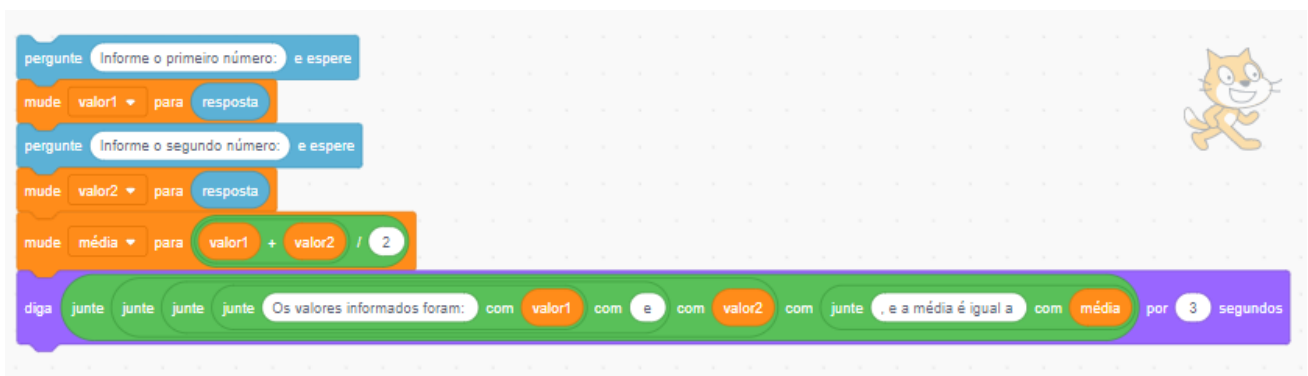 pergunte Informe o primeiro número: e espere
mude valor1 para resposta
pergunte Informe o segundo número: e espere
mude valor2 para resposta
mude média para valor1 + valor2 / 2
diga junte junte junte junte Os valores informados foram: com valor1 com e com valor2 com junte , e a média é igual a com média por 3 segundos